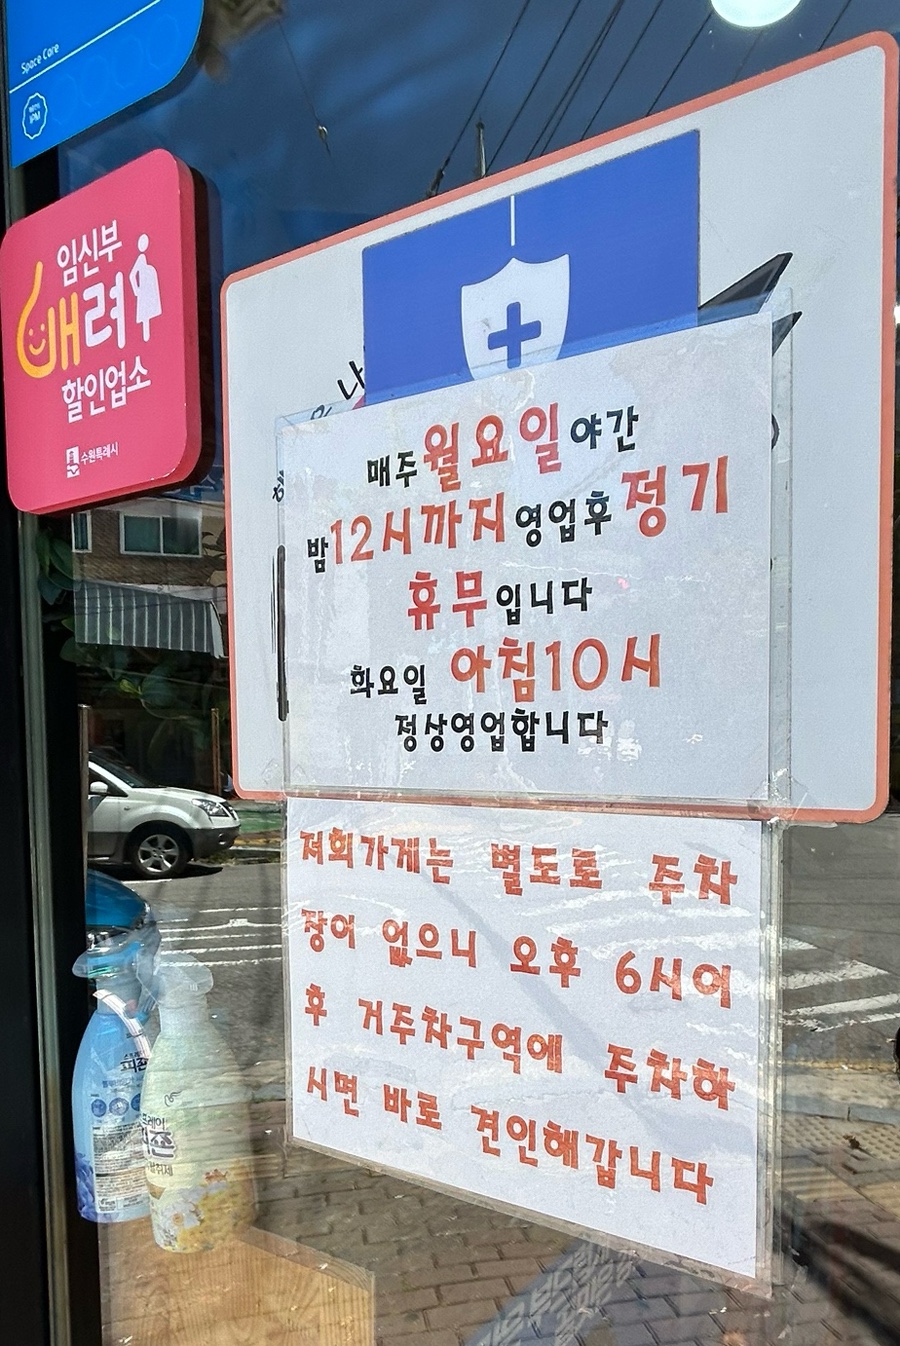 Space Care
임신부
배려
할인업소
수원특례시
매주 월요일 야간
밤 12시까지 영업후 정기
휴무입니다
화요일 아침10시
정상영업합니다
저희가게는 별도로 주차
장이 없으니 오후 6시이
후 거주차구역에 주차하
시면 바로 견인해갑니다